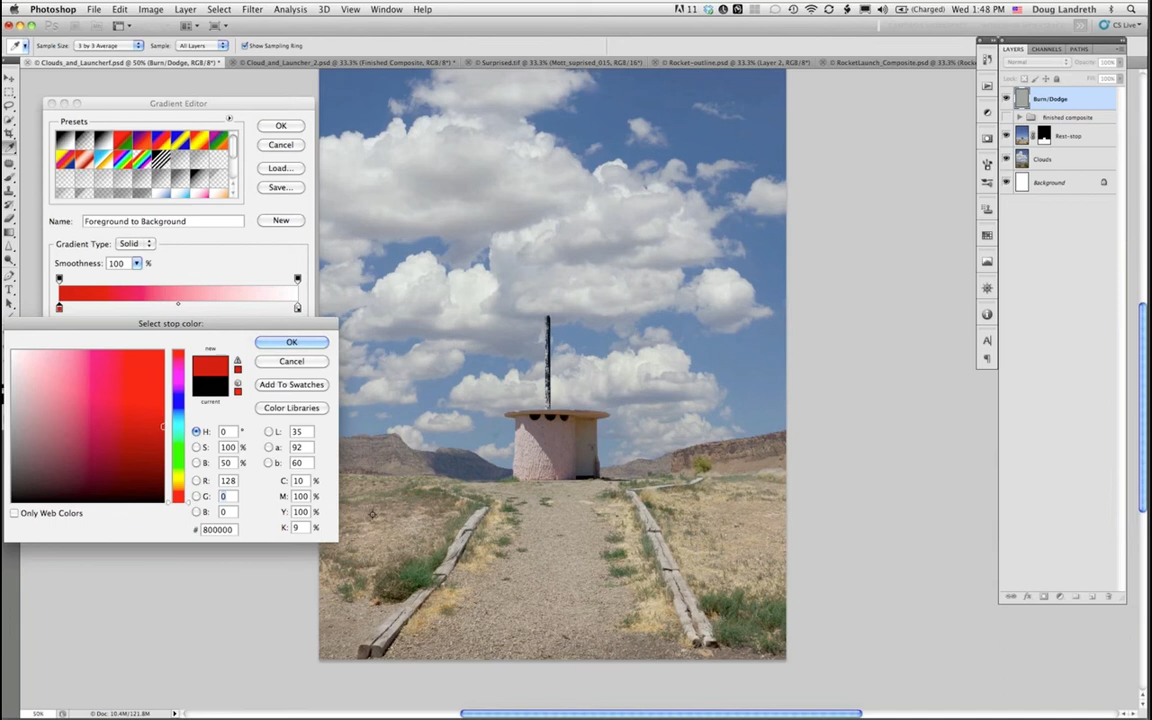 Photoshop File Edit Image Layer Select Filter Analysis 3D View Window Help
11 (Charged) Wed 1:48 PM Doug Landreth
CS Live
Sample Size: 3 by 3 Average Sample: All Layers Show Sampling Ring
Clouds_and_Launcherf.psd @ 50% (Burn/Dodge, RGB/8*) *
Cloud_and_Launcher_2.psd @ 33.3% (Finished Composite, RGB/8*) *
Surprised.tif @ 33.3% (Mott_suprised_015, RGB/16*)
Rocket-outline.psd @ 33.3% (Layer 2, RGB/8*)
RocketLaunch_Composite.psd @ 33.3% (Rocke
Gradient Editor
Presets
OK
Cancel
Load...
Save...
Name: Foreground to Background
New
Gradient Type: Solid
Smoothness: 100 %
Select stop color:
new
current
OK
Cancel
Add To Swatches
Color Libraries
H: 0 °
S: 100 %
B: 50 %
R: 128
G: 0
B: 0
# 800000
L: 35
a: 92
b: 60
C: 10 %
M: 100 %
Y: 100 %
K: 9 %
Only Web Colors
LAYERS CHANNELS PATHS
Normal Opacity: 100%
Lock: Fill: 100%
Burn/Dodge
finished composite
Rest-stop
Clouds
Background
50% Doc: 10.4M/121.8M